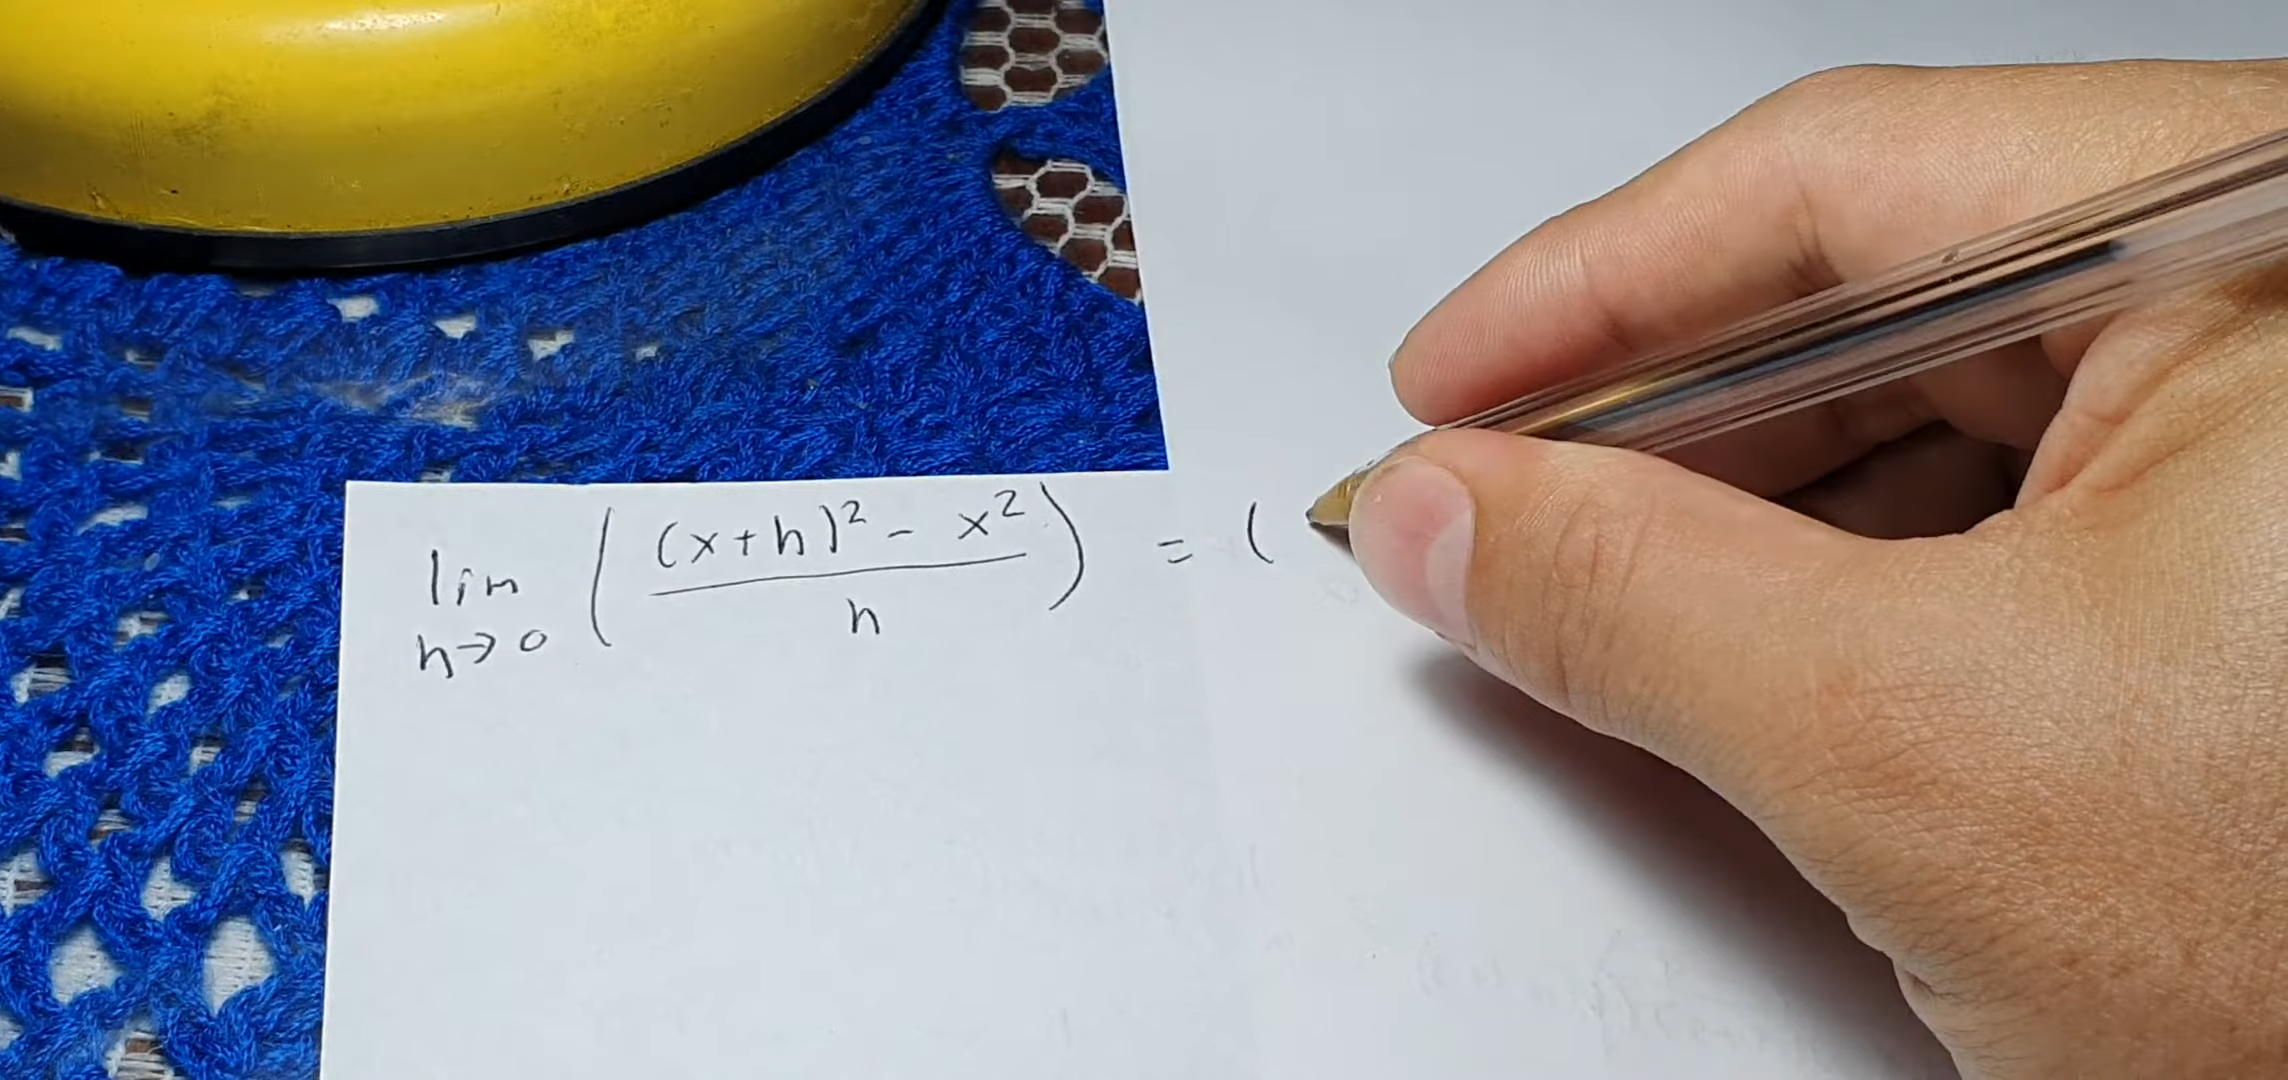 lim h→0 ( (x+h)² - x² / h ) = (